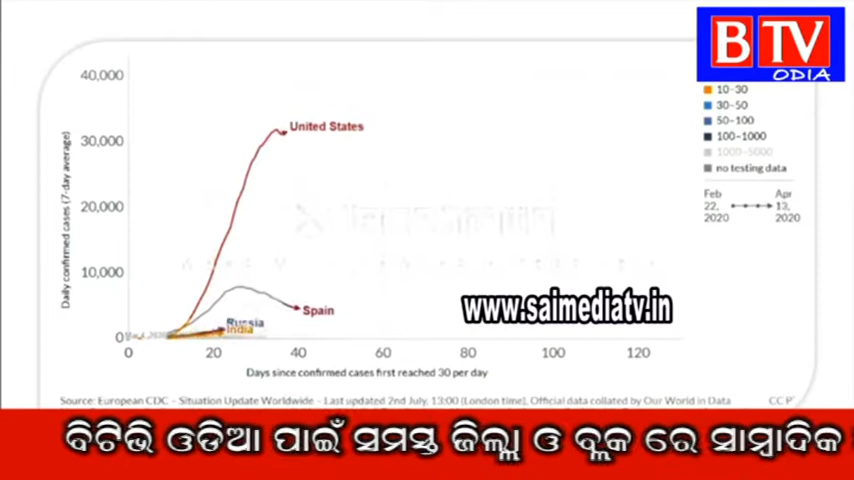 BTV
ODIA
40,000
30,000
20,000
10,000
0
Daily confirmed cases (7-day average)
United States
Spain
Russia
India
0 20 40 60 80 100 120
Days since confirmed cases first reached 30 per day
10-30
30-50
50-100
100-1000
1000-5000
no testing data
Feb 22, 2020
Apr 13, 2020
www.saimediatv.in
Source: European CDC – Situation Update Worldwide – Last updated 2nd July, 13:00 (London time), Official data collated by Our World in Data
CC
ବିଟିଭି ଓଡିଆ ପାଇଁ ସମସ୍ତ ଜିଲ୍ଲା ଓ ବ୍ଲକ ରେ ସାମ୍ବାଦିକ